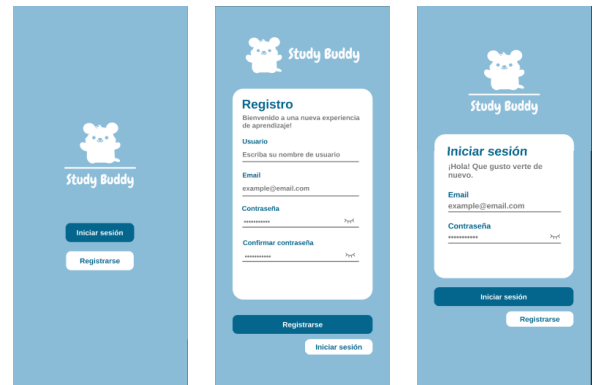 Study Buddy
Iniciar sesión
Registrarse
Study Buddy
Registro
Bienvenido a una nueva experiencia
de aprendizaje!
Usuario
Escriba su nombre de usuario
Email
example@email.com
Contraseña
***********
Confirmar contraseña
***********
Registrarse
Iniciar sesión
Study Buddy
Iniciar sesión
¡Hola! Que gusto verte de
nuevo.
Email
example@email.com
Contraseña
***********
Iniciar sesión
Registrarse